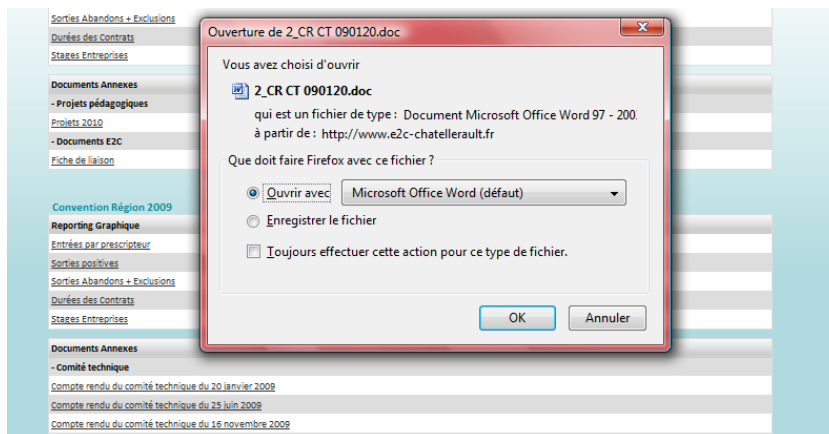 Sorties Abandons + Exclusions
Durées des Contrats
Stages Entreprises
Documents Annexes
- Projets pédagogiques
Projets 2010
- Documents E2C
Fiche de liaison
Convention Région 2009
Reporting Graphique
Entrées par prescripteur
Sorties positives
Sorties Abandons + Exclusions
Durées des Contrats
Stages Entreprises
Documents Annexes
- Comité technique
Compte rendu du comité technique du 20 janvier 2009
Compte rendu du comité technique du 25 juin 2009
Compte rendu du comité technique du 16 novembre 2009
Ouverture de 2_CR CT 090120.doc
Vous avez choisi d'ouvrir
2_CR CT 090120.doc
qui est un fichier de type : Document Microsoft Office Word 97 - 200
à partir de : http://www.e2c-chatellerault.fr
Que doit faire Firefox avec ce fichier ?
Ouvrir avec Microsoft Office Word (défaut)
Enregistrer le fichier
Toujours effectuer cette action pour ce type de fichier.
OK Annuler